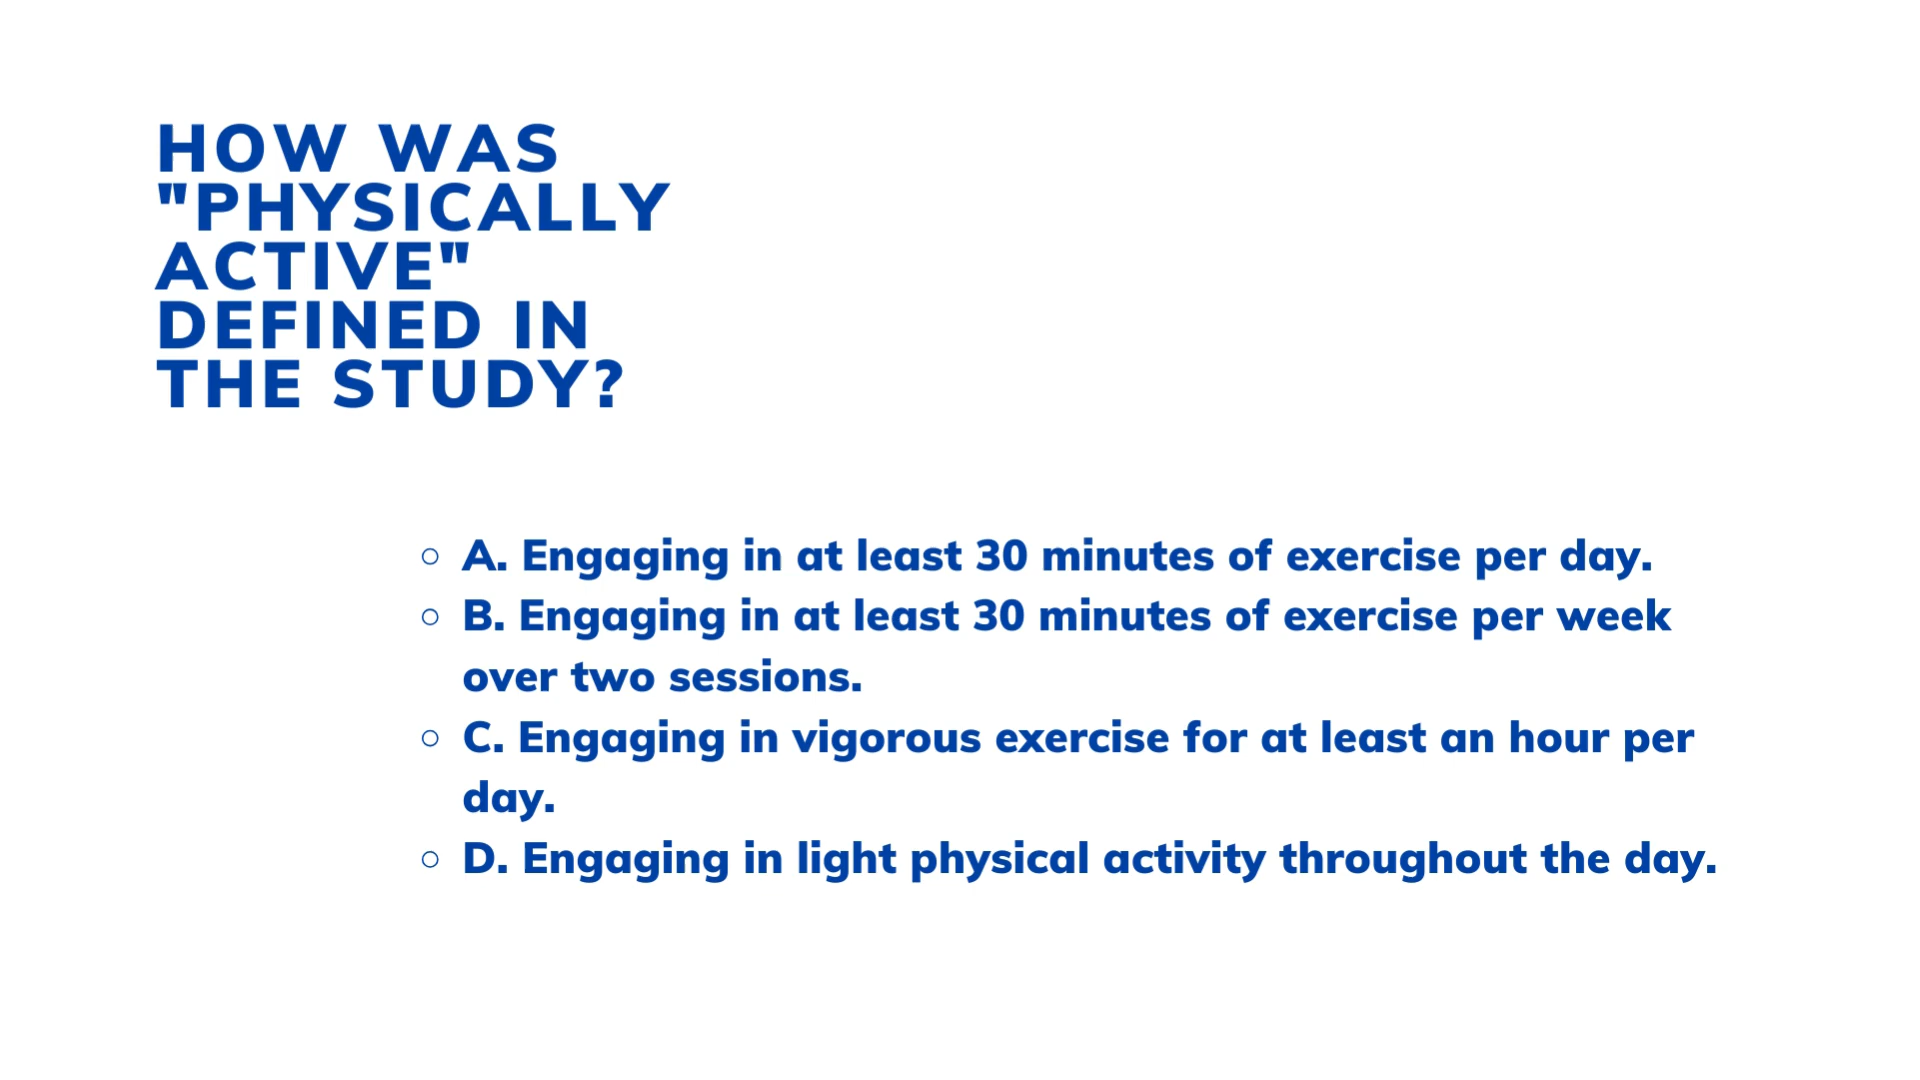 HOW WAS
"PHYSICALLY
ACTIVE"
DEFINED IN
THE STUDY?
A. Engaging in at least 30 minutes of exercise per day.
B. Engaging in at least 30 minutes of exercise per week
over two sessions.
C. Engaging in vigorous exercise for at least an hour per
day.
D. Engaging in light physical activity throughout the day.